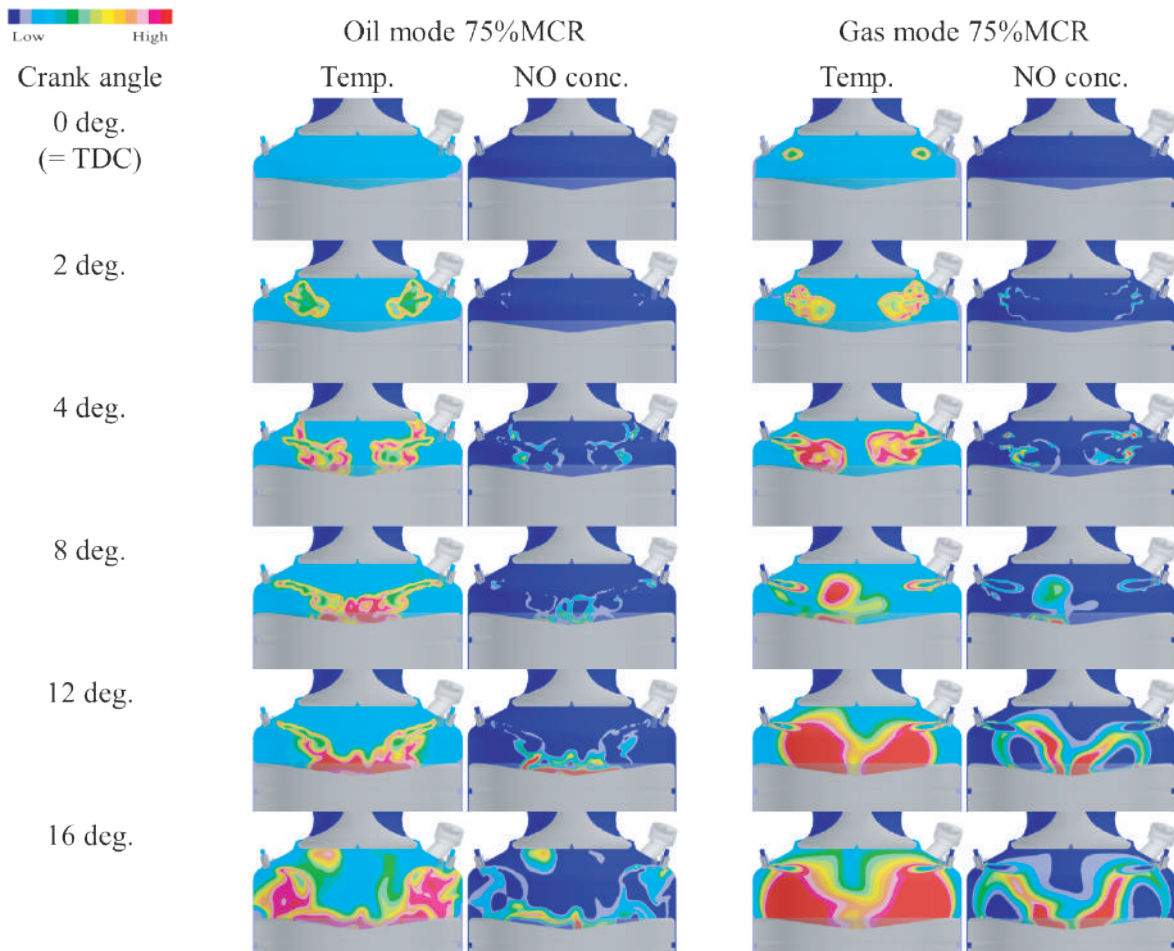 Low High
Oil mode 75%MCR Gas mode 75%MCR
Crank angle Temp. NO conc. Temp. NO conc.
0 deg.
(= TDC)
2 deg.
4 deg.
8 deg.
12 deg.
16 deg.